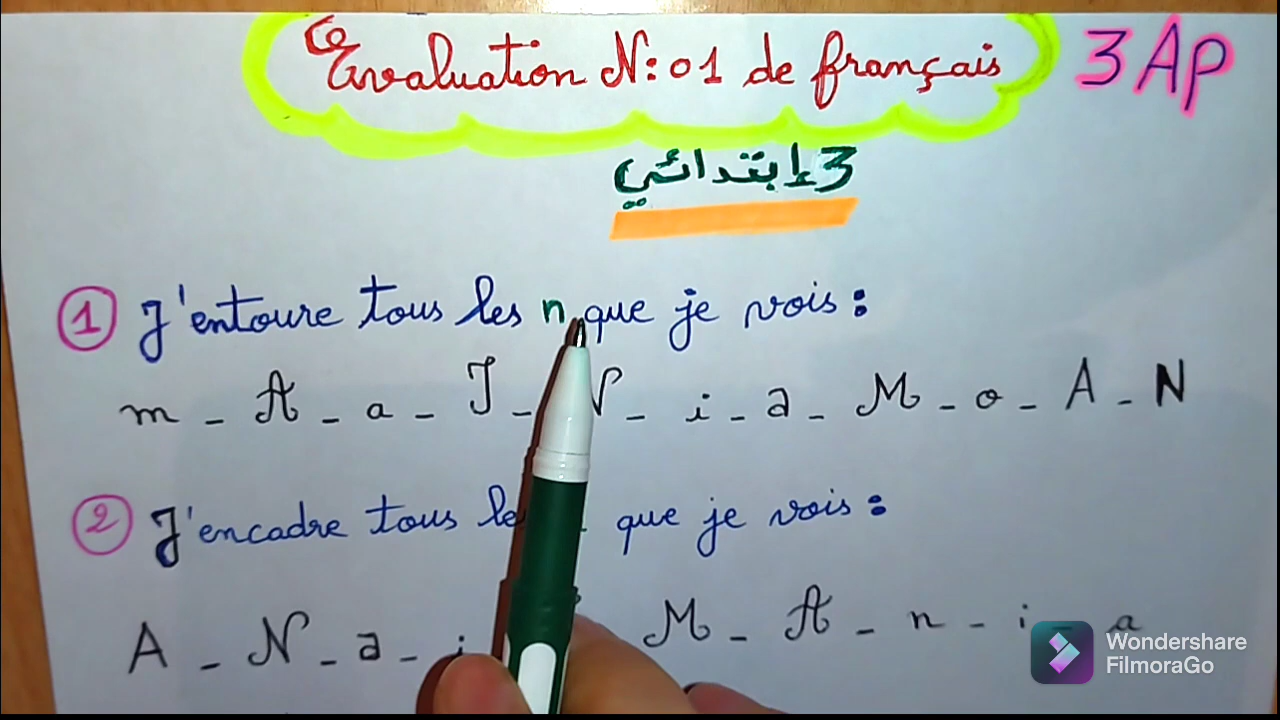 Evaluation N:01 de français 3AP
3إبتدائي
1 J'entoure tous les n que je vois:
m - A - a - I - N - i - a - M - o - A - N
2 J'encadre tous les que je vois:
A - N - a - i M - A - n - i a
Wondershare
FilmoraGo